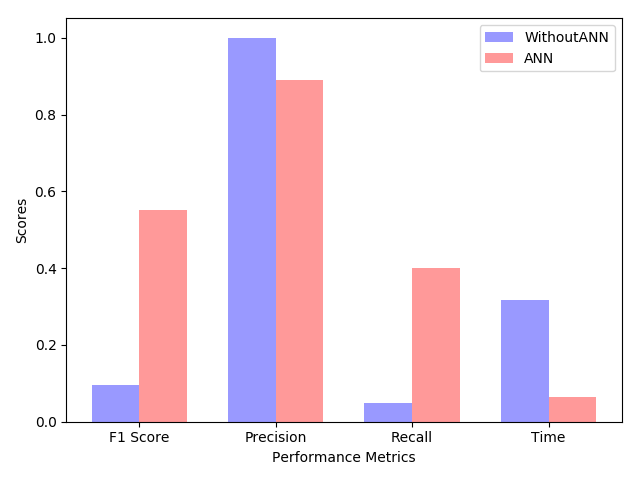 WithoutANN
ANN
1.0
0.8
0.6
0.4
0.2
0.0
Scores
F1 Score Precision Recall Time
Performance Metrics